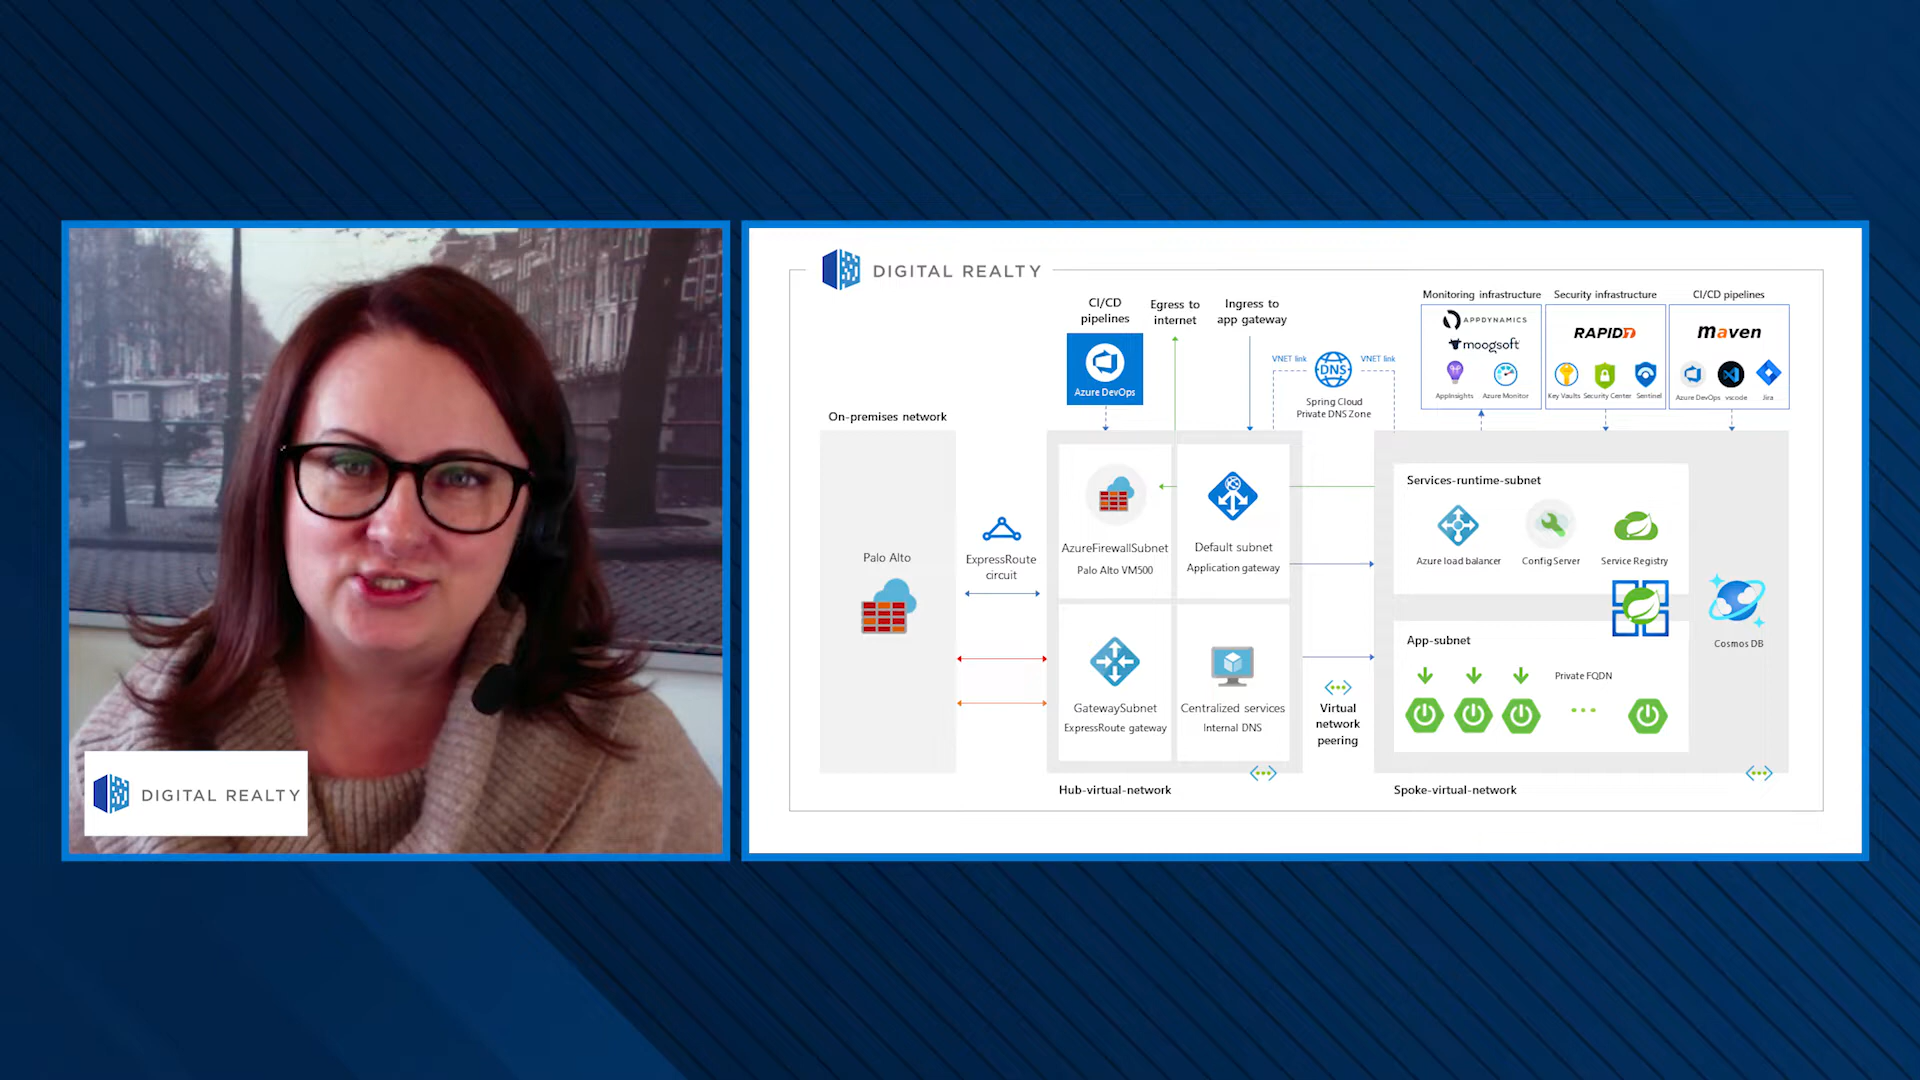 DIGITAL REALTY
DIGITAL REALTY
CI/CD
pipelines
Azure DevOps
Egress to
internet
Ingress to
app gateway
VNET link
DNS
VNET link
Spring Cloud
Private DNS Zone
Monitoring infrastructure
APPDYNAMICS
moogsoft
AppInsights
Azure Monitor
Security infrastructure
RAPID7
Key Vaults
Security Center
Sentinel
CI/CD pipelines
maven
Azure DevOps
vscode
Jira
On-premises network
Palo Alto
ExpressRoute
circuit
AzureFirewallSubnet
Palo Alto VM500
Default subnet
Application gateway
GatewaySubnet
ExpressRoute gateway
Centralized services
Internal DNS
Hub-virtual-network
Virtual
network
peering
Services-runtime-subnet
Azure load balancer
Config Server
Service Registry
App-subnet
Private FQDN
Cosmos DB
Spoke-virtual-network